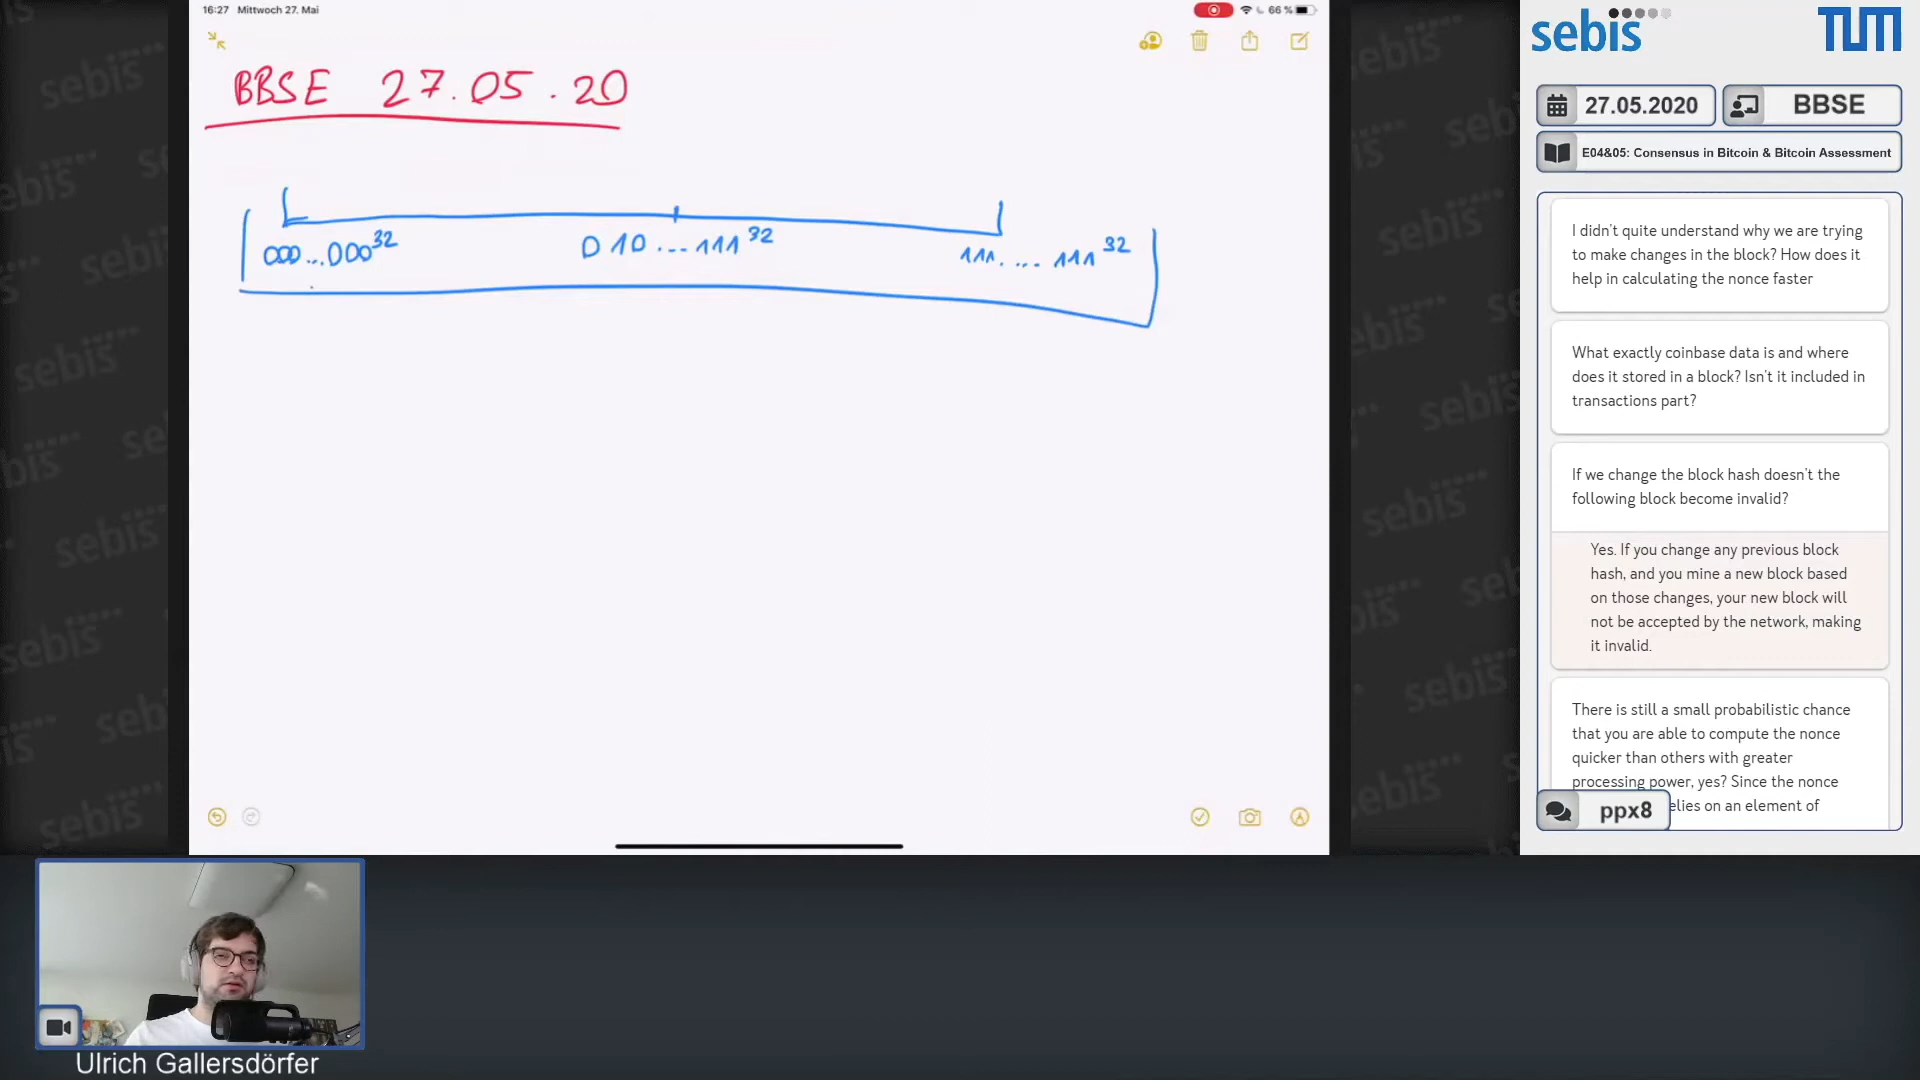 16:27 Mittwoch 27. Mai
66 %
BBSE 27.05.20
000...000 32
010...111 32
111....111 32
sebis
TUM
27.05.2020
BBSE
E04&05: Consensus in Bitcoin & Bitcoin Assessment
I didn't quite understand why we are trying
to make changes in the block? How does it
help in calculating the nonce faster
What exactly coinbase data is and where
does it stored in a block? Isn't it included in
transactions part?
If we change the block hash doesn't the
following block become invalid?
Yes. If you change any previous block
hash, and you mine a new block based
on those changes, your new block will
not be accepted by the network, making
it invalid.
There is still a small probabilistic chance
that you are able to compute the nonce
quicker than others with greater
processing power, yes? Since the nonce
elies on an element of
ppx8
Ulrich Gallersdörfer